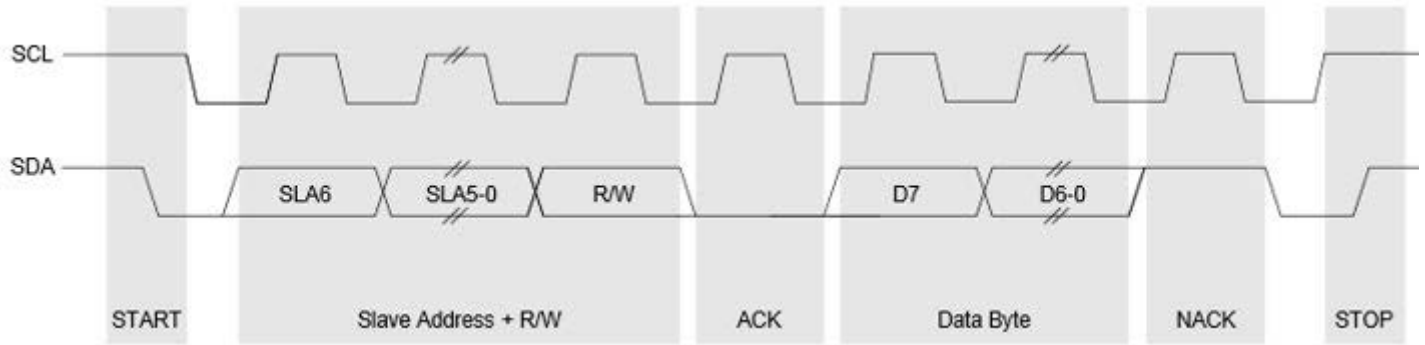 SCL
SDA
SLA6 SLA5-0 R/W D7 D6-0
START Slave Address + R/W ACK Data Byte NACK STOP